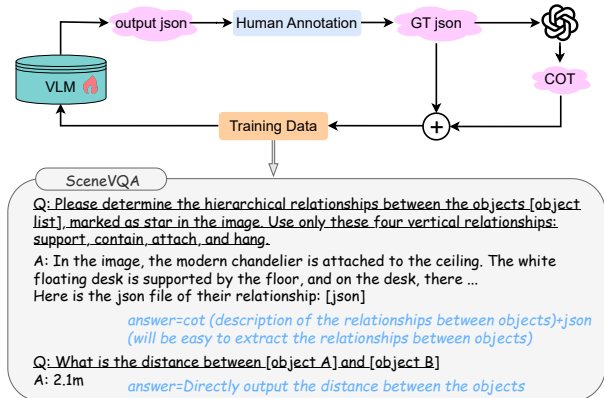 output json
Human Annotation
GT json
VLM
COT
Training Data
+
SceneVQA
Q: Please determine the hierarchical relationships between the objects [object
list], marked as star in the image. Use only these four vertical relationships:
support, contain, attach, and hang.
A: In the image, the modern chandelier is attached to the ceiling. The white
floating desk is supported by the floor, and on the desk, there ...
Here is the json file of their relationship: [json]
answer=cot (description of the relationships between objects)+json
(will be easy to extract the relationships between objects)
Q: What is the distance between [object A] and [object B]
A: 2.1m
answer=Directly output the distance between the objects